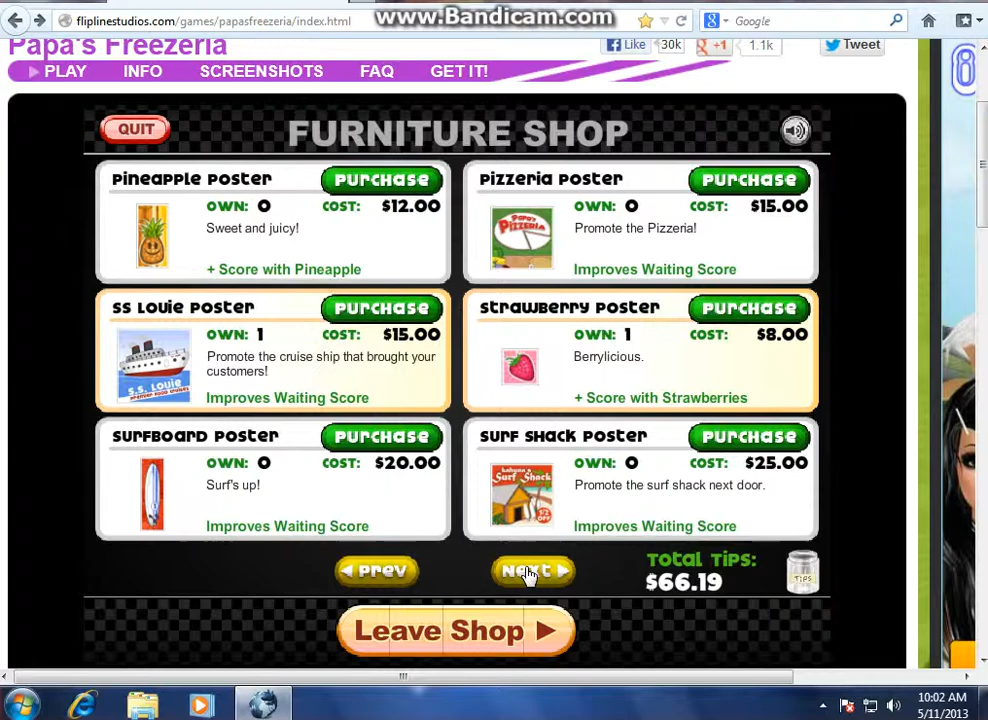 www.Bandicam.com
fliplinestudios.com/games/papasfreezeria/index.html
Google
Papa's Freezeria
Like 30k +1 1.1k Tweet
PLAY INFO SCREENSHOTS FAQ GET IT!
QUIT
FURNITURE SHOP
Pineapple Poster Purchase
Own: 0 Cost: $12.00
Sweet and juicy!
+ Score with Pineapple
Pizzeria Poster Purchase
Own: 0 Cost: $15.00
Papa's Pizzeria
Promote the Pizzeria!
Improves Waiting Score
SS Louie Poster Purchase
Own: 1 Cost: $15.00
Promote the cruise ship that brought your
customers!
S.S. Louie
Improves Waiting Score
Strawberry Poster Purchase
Own: 1 Cost: $8.00
Berrylicious.
+ Score with Strawberries
Surfboard Poster Purchase
Own: 0 Cost: $20.00
Surf's up!
Improves Waiting Score
Surf Shack Poster Purchase
Own: 0 Cost: $25.00
Surf Shack
Promote the surf shack next door.
Improves Waiting Score
Prev
Next
Total Tips:
$66.19
TIPS
Leave Shop
10:02 AM
5/11/2013